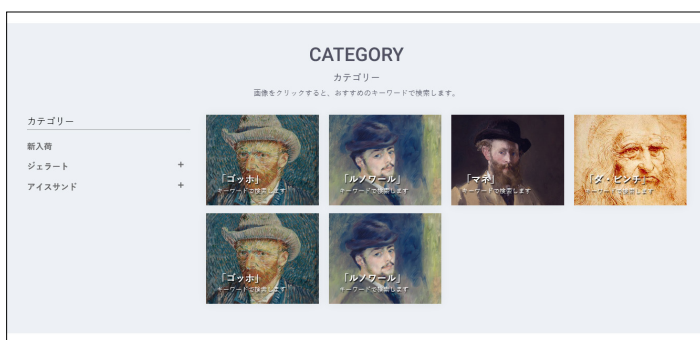 CATEGORY
カテゴリー
画像をクリックすると、おすすめのキーワードで検索します。
カテゴリー
新入荷
ジェラート +
アイスサンド +
「ゴッホ」
キーワードで検索します
「ルノワール」
キーワードで検索します
「マネ」
キーワードで検索します
「ダ・ビンチ」
キーワードで検索します
「ゴッホ」
キーワードで検索します
「ルノワール」
キーワードで検索します